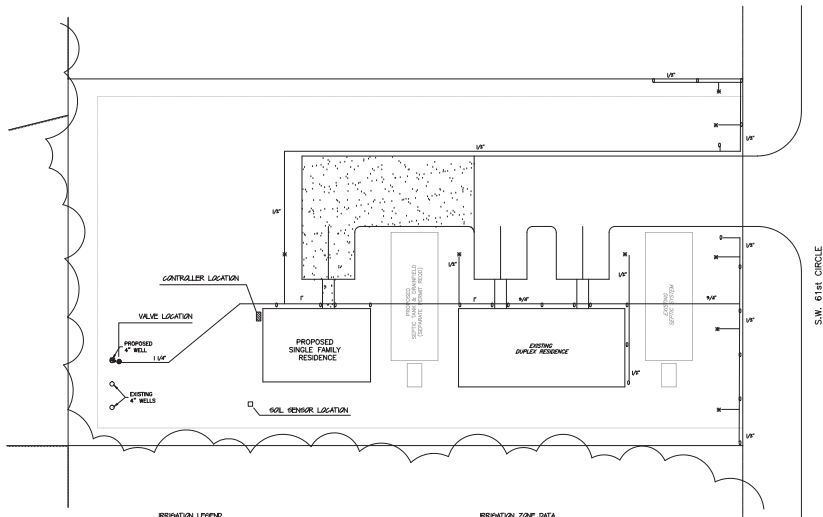 1/2"
1/2"
1/2"
1/2"
CONTROLLER LOCATION
VALVE LOCATION
PROPOSED
4" WELL
1 1/4"
EXISTING
4" WELLS
SOIL SENSOR LOCATION
1"
PROPOSED
SINGLE FAMILY
RESIDENCE
PROPOSED
SEPTIC TANK & DRAINFIELD
(SEPARATE PERMIT REQD)
1/2"
1"
3/4"
EXISTING
DUPLEX RESIDENCE
1/2"
1/2"
EXISTING
SEPTIC SYSTEM
3/4"
1/2"
1/2"
1/2"
S.W. 61st CIRCLE
IRRIGATION LEGEND
IRRIGATION ZONE DATA